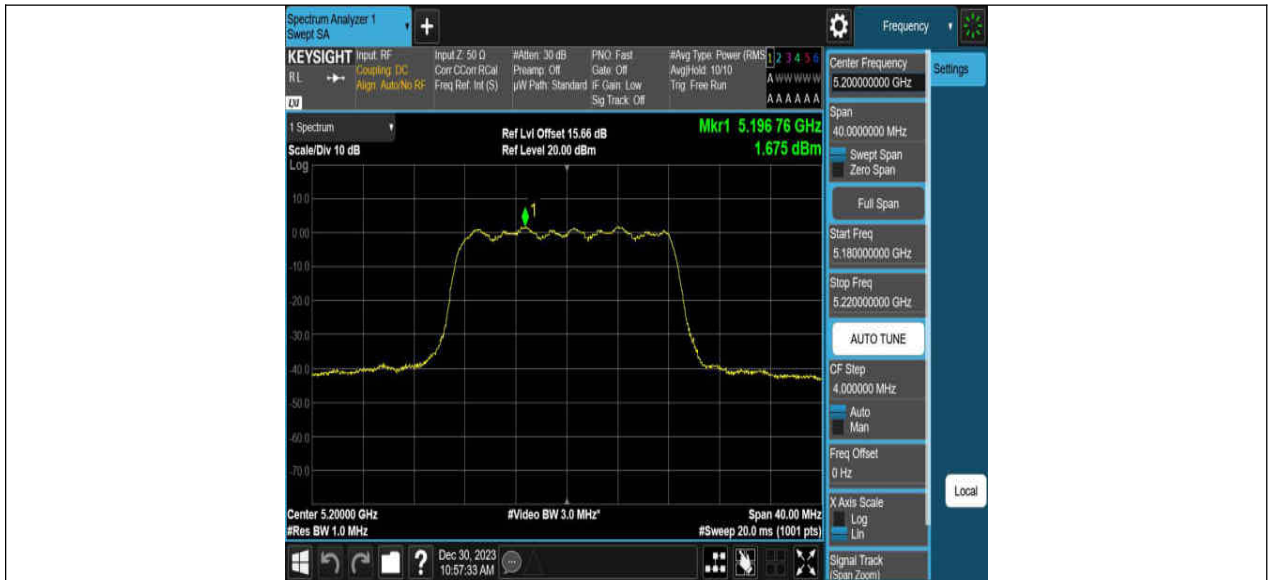 Spectrum Analyzer 1
Swept SA
+
Frequency
KEYSIGHT
RL
LXI
Input: RF
Coupling: DC
Align: Auto/No RF
Input Z: 50 Ω
Corr CCorr RCal
Freq Ref: Int (S)
#Atten: 30 dB
Preamp: Off
µW Path: Standard
PNO: Fast
Gate: Off
IF Gain: Low
Sig Track: Off
#Avg Type: Power (RMS
Avg|Hold: 10/10
Trig: Free Run
1 2 3 4 5 6
A W W W W W
A A A A A A
1 Spectrum
Scale/Div 10 dB
Ref Lvl Offset 15.66 dB
Ref Level 20.00 dBm
Mkr1 5.196 76 GHz
1.675 dBm
Log
10.0
0.00
-10.0
-20.0
-30.0
-40.0
-50.0
-60.0
-70.0
1
Center 5.20000 GHz
#Res BW 1.0 MHz
#Video BW 3.0 MHz*
Span 40.00 MHz
#Sweep 20.0 ms (1001 pts)
Dec 30, 2023
10:57:33 AM
?
Center Frequency
5.200000000 GHz
Settings
Span
40.0000000 MHz
Swept Span
Zero Span
Full Span
Start Freq
5.180000000 GHz
Stop Freq
5.220000000 GHz
AUTO TUNE
CF Step
4.000000 MHz
Auto
Man
Freq Offset
0 Hz
X Axis Scale
Log
Lin
Local
Signal Track
(Span Zoom)